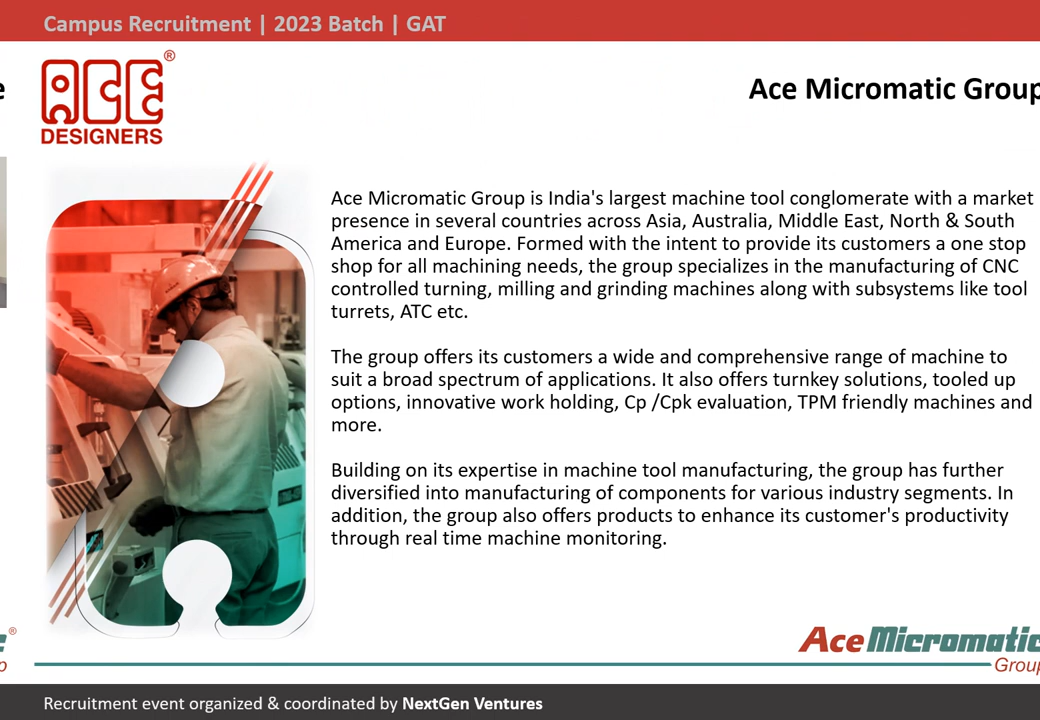 Campus Recruitment | 2023 Batch | GAT
e
ACE ®
DESIGNERS
Ace Micromatic Group
Ace Micromatic Group is India's largest machine tool conglomerate with a market
presence in several countries across Asia, Australia, Middle East, North & South
America and Europe. Formed with the intent to provide its customers a one stop
shop for all machining needs, the group specializes in the manufacturing of CNC
controlled turning, milling and grinding machines along with subsystems like tool
turrets, ATC etc.
The group offers its customers a wide and comprehensive range of machine to
suit a broad spectrum of applications. It also offers turnkey solutions, tooled up
options, innovative work holding, Cp /Cpk evaluation, TPM friendly machines and
more.
Building on its expertise in machine tool manufacturing, the group has further
diversified into manufacturing of components for various industry segments. In
addition, the group also offers products to enhance its customer's productivity
through real time machine monitoring.
c ®
p
AceMicromatic
Group
Recruitment event organized & coordinated by NextGen Ventures